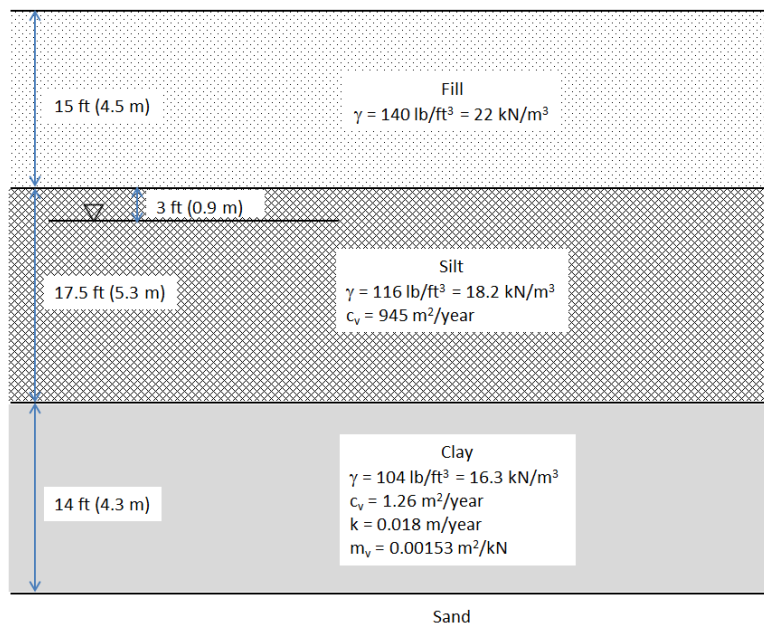 15 ft (4.5 m)
Fill
γ = 140 lb/ft³ = 22 kN/m³
3 ft (0.9 m)
17.5 ft (5.3 m)
Silt
γ = 116 lb/ft³ = 18.2 kN/m³
cᵥ = 945 m²/year
14 ft (4.3 m)
Clay
γ = 104 lb/ft³ = 16.3 kN/m³
cᵥ = 1.26 m²/year
k = 0.018 m/year
mᵥ = 0.00153 m²/kN
Sand